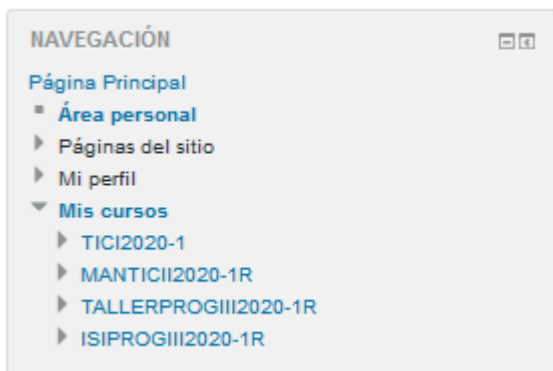 NAVEGACIÓN
Página Principal
Área personal
Páginas del sitio
Mi perfil
Mis cursos
TICI2020-1
MANTICII2020-1R
TALLERPROGIII2020-1R
ISIPROGIII2020-1R